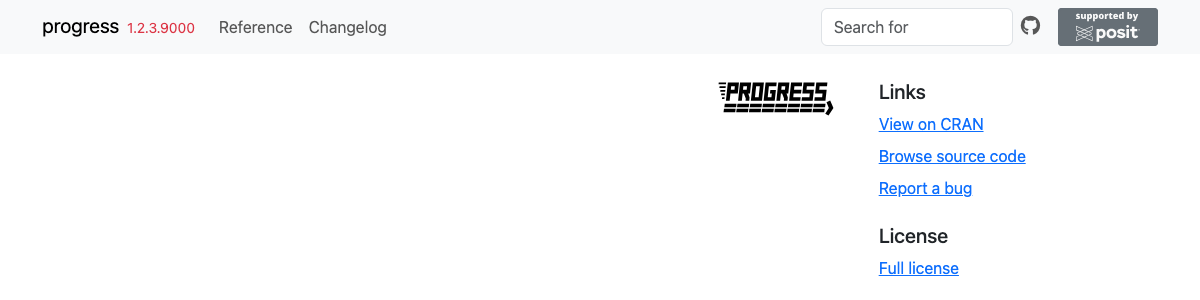 progress 1.2.3.9000 Reference Changelog Search for supported by posit
PROGRESS
Links
View on CRAN
Browse source code
Report a bug
License
Full license